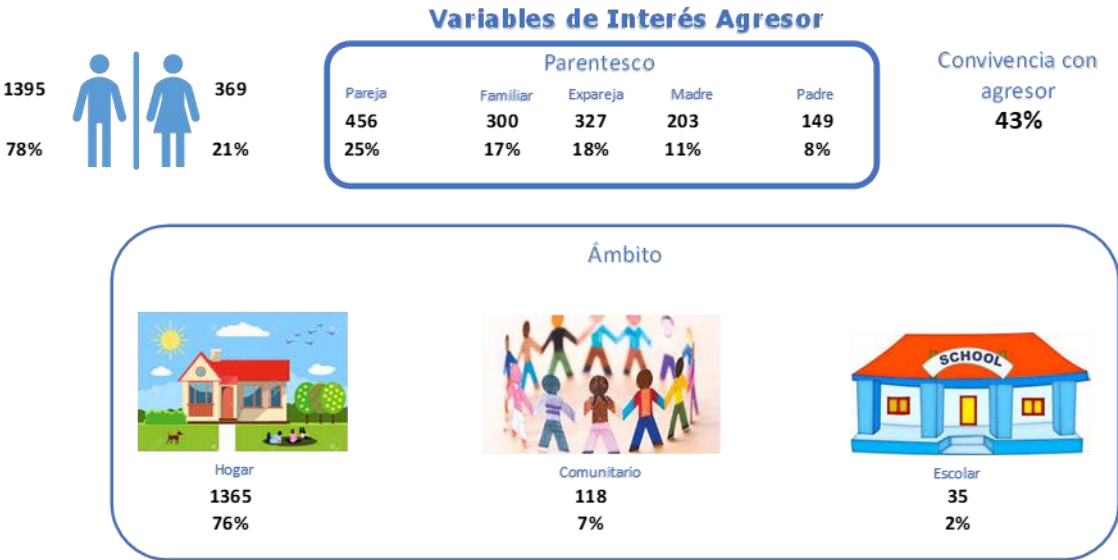 Variables de Interés Agresor
1395
369
78%
21%
Parentesco
Pareja Familiar Expareja Madre Padre
456 300 327 203 149
25% 17% 18% 11% 8%
Convivencia con
agresor
43%
Ámbito
SCHOOL
Hogar Comunitario Escolar
1365 118 35
76% 7% 2%